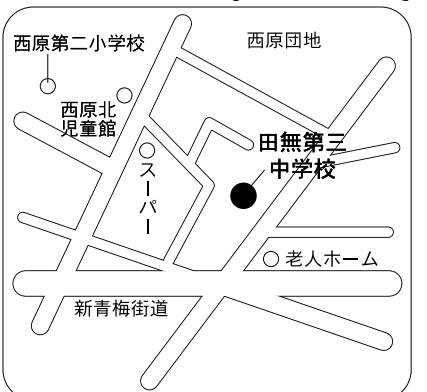 西原第二小学校
西原団地
西原北
児童館
田無第三
中学校
スーパー
老人ホーム
新青梅街道